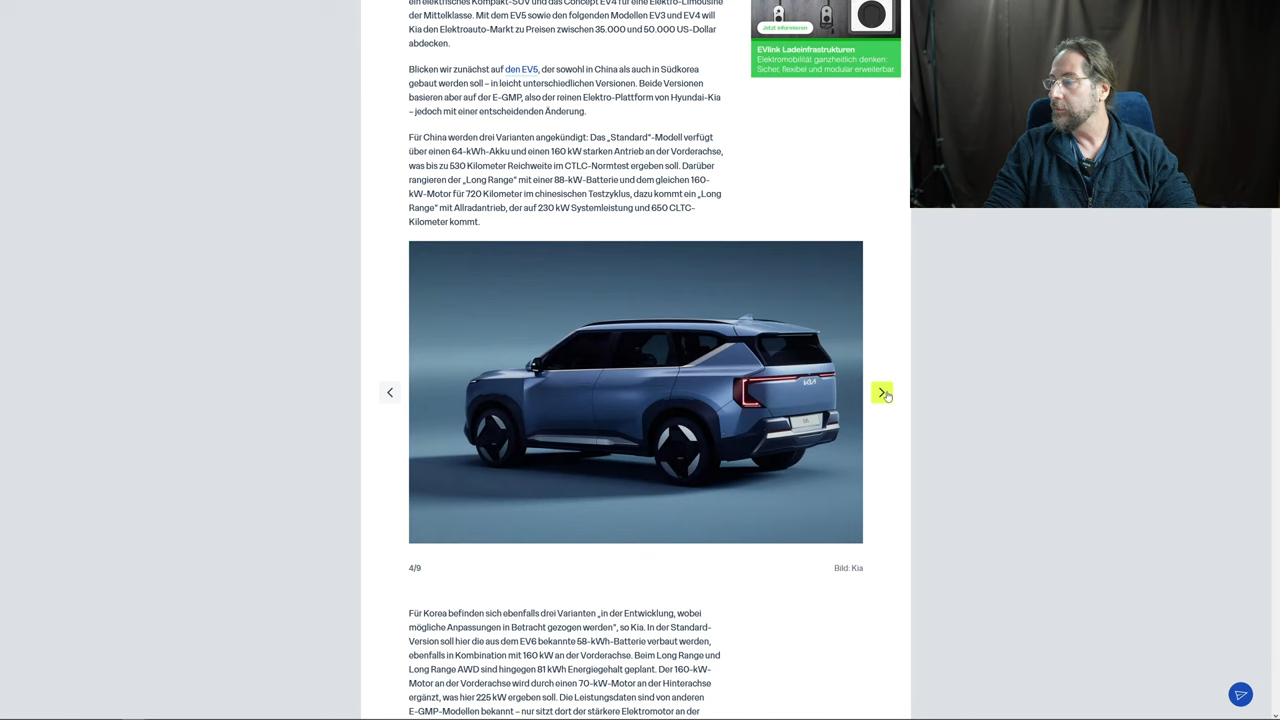 ein elektrisches Kompakt-SUV und das Concept EV4 für eine Elektro-Limousine
der Mittelklasse. Mit dem EV5 sowie den folgenden Modellen EV3 und EV4 will
Kia den Elektroauto-Markt zu Preisen zwischen 35.000 und 50.000 US-Dollar
abdecken.
Blicken wir zunächst auf den EV5, der sowohl in China als auch in Südkorea
gebaut werden soll – in leicht unterschiedlichen Versionen. Beide Versionen
basieren aber auf der E-GMP, also der reinen Elektro-Plattform von Hyundai-Kia
– jedoch mit einer entscheidenden Änderung.
Für China werden drei Varianten angekündigt: Das „Standard“-Modell verfügt
über einen 64-kWh-Akku und einen 160 kW starken Antrieb an der Vorderachse,
was bis zu 530 Kilometer Reichweite im CTLC-Normtest ergeben soll. Darüber
rangieren der „Long Range“ mit einer 88-kW-Batterie und dem gleichen 160-
kW-Motor für 720 Kilometer im chinesischen Testzyklus, dazu kommt ein „Long
Range“ mit Allradantrieb, der auf 230 kW Systemleistung und 650 CLTC-
Kilometer kommt.
Jetzt informieren
EVlink Ladeinfrastrukturen
Elektromobilität ganzheitlich denken:
Sicher, flexibel und modular erweiterbar.
KIA
4/9
Bild: Kia
Für Korea befinden sich ebenfalls drei Varianten „in der Entwicklung, wobei
mögliche Anpassungen in Betracht gezogen werden“, so Kia. In der Standard-
Version soll hier die aus dem EV6 bekannte 58-kWh-Batterie verbaut werden,
ebenfalls in Kombination mit 160 kW an der Vorderachse. Beim Long Range und
Long Range AWD sind hingegen 81 kWh Energiegehalt geplant. Der 160-kW-
Motor an der Vorderachse wird durch einen 70-kW-Motor an der Hinterachse
ergänzt, was hier 225 kW ergeben soll. Die Leistungsdaten sind von anderen
E-GMP-Modellen bekannt – nur sitzt dort der stärkere Elektromotor an der